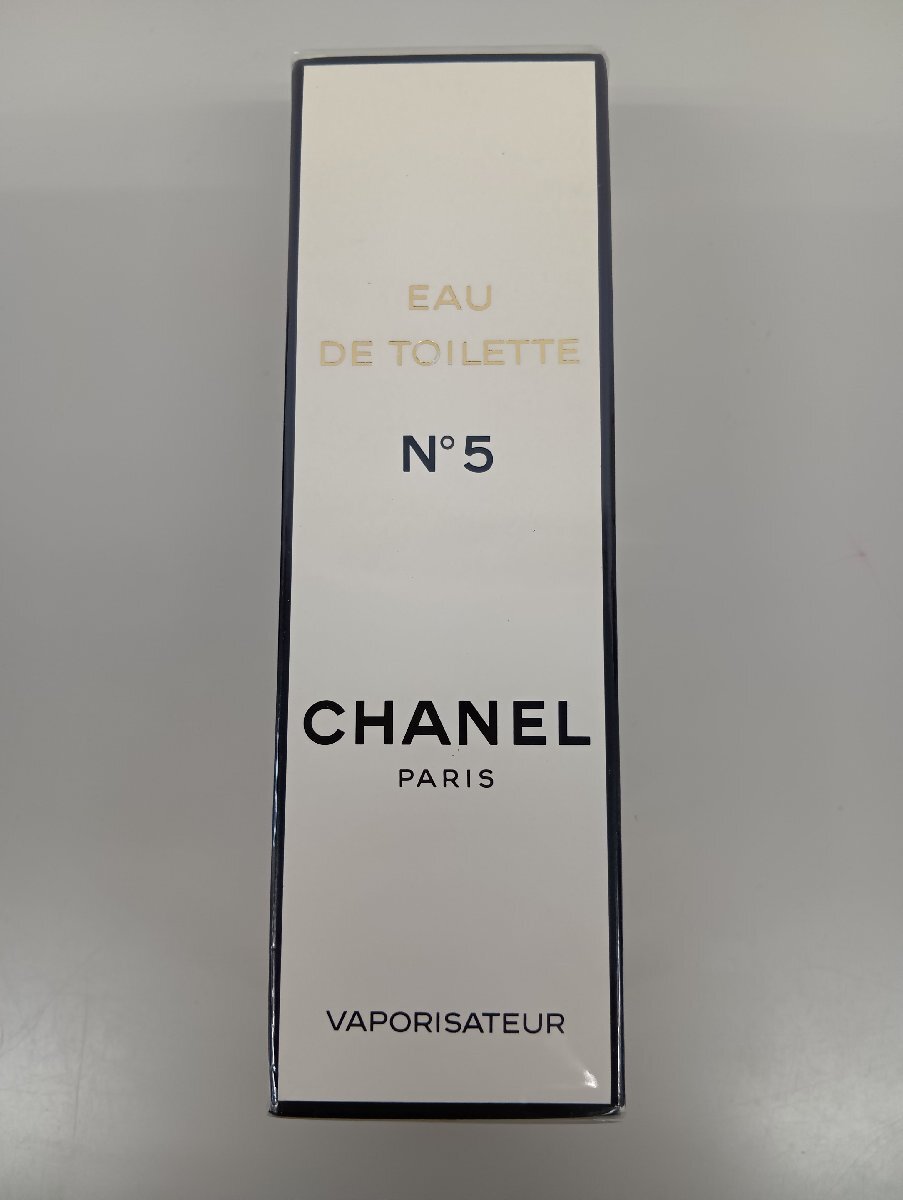 EAU
DE TOILETTE
N°5
CHANEL
PARIS
VAPORISATEUR